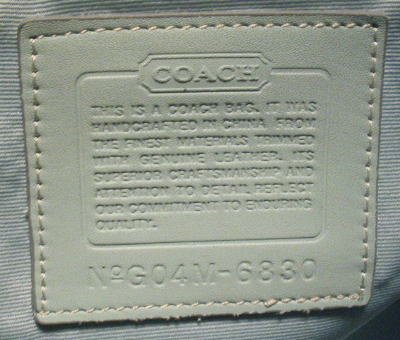 COACH
THIS IS A COACH BAG. IT WAS
HANDCRAFTED IN CHINA FROM
THE FINEST MATERIALS TRIMMED
WITH GENUINE LEATHER. ITS
SUPERIOR CRAFTSMANSHIP AND
ATTENTION TO DETAIL REFLECT
OUR COMMITMENT TO ENDURING
QUALITY.
NºG04M-6830